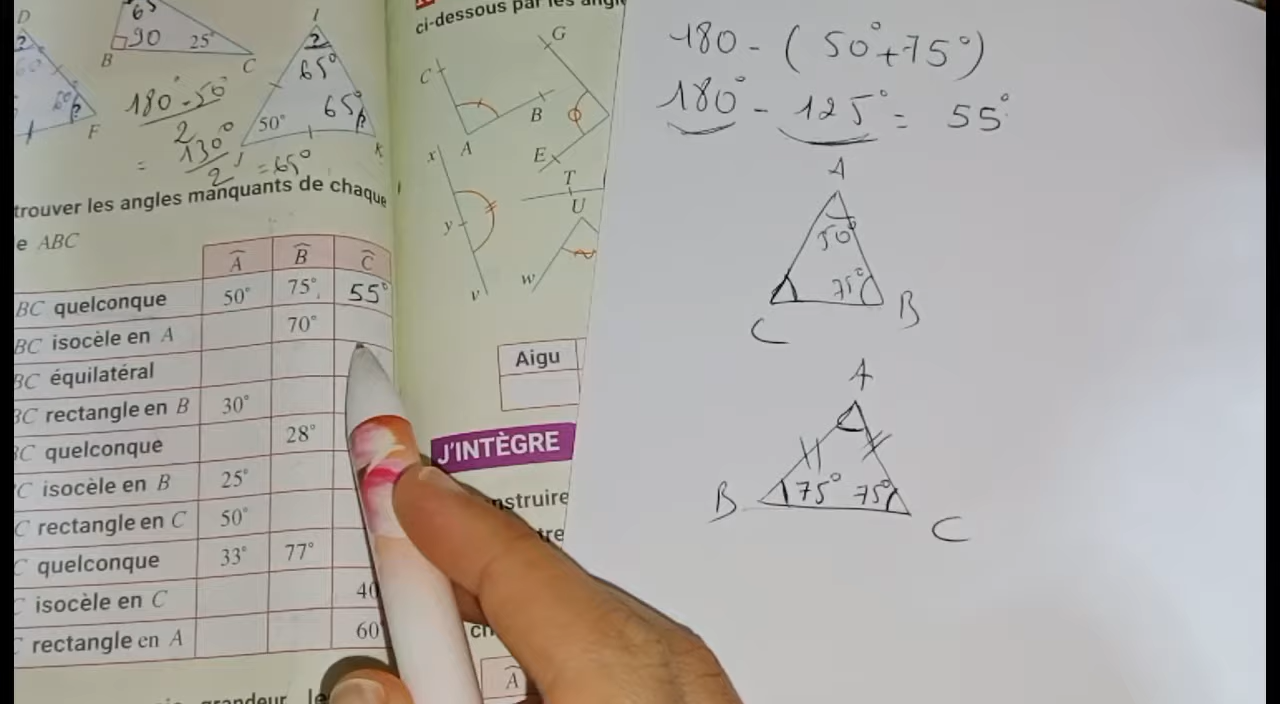 D
65
90
25°
B
C
60
60°
?
F
I
?
65°
65°
?
50°
J
K
180° - 50°
2
= 130° = 65°
2
trouver les angles manquants de chaque
e ABC
Â B̂ Ĉ
BC quelconque 50° 75° 55°
BC isocèle en A 70°
BC équilatéral
BC rectangle en B 30°
C quelconque 28°
C isocèle en B 25°
C rectangle en C 50°
C quelconque 33° 77°
C isocèle en C 40
C rectangle en A 60°
ci-dessous par les angl
G
C
B
A
E
x
T
U
y
w
v
Aigu
J'INTÈGRE
nstruire
tre
Â
180 - (50° + 75°)
180° - 125° = 55°
A
50°
75°
C
B
A
75° 75°
B
C